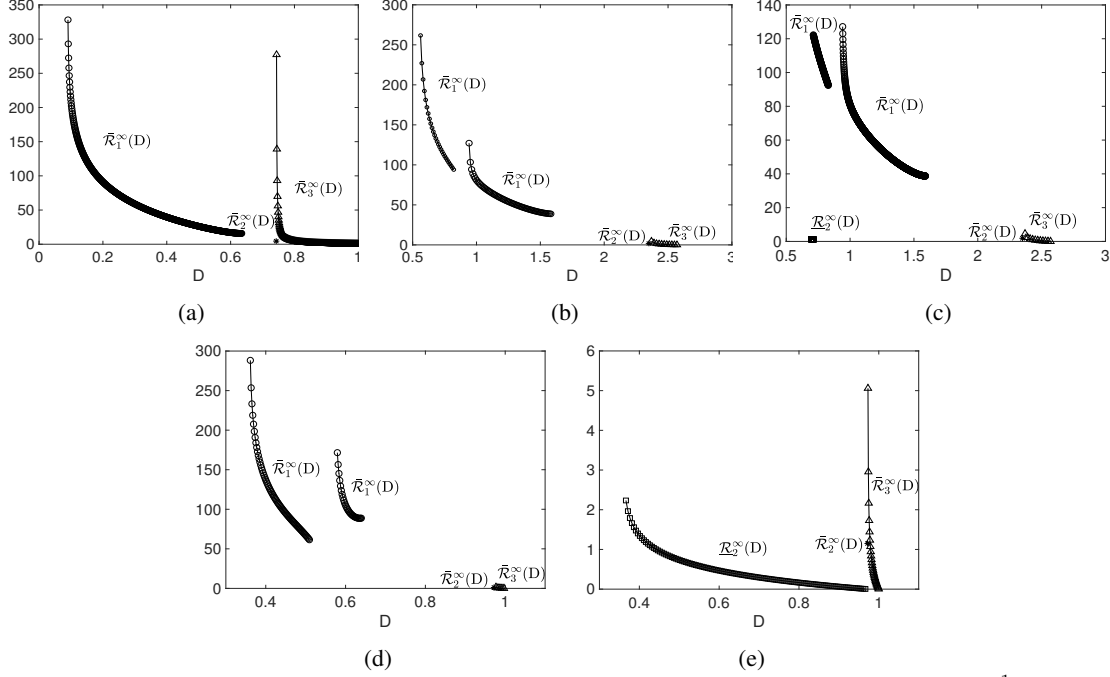 350
300
250
200
150
100
50
0
0 0.2 0.4 0.6 0.8 1
D
R̄₁^∞(D)
R̄₂^∞(D)
R̄₃^∞(D)
(a)
300
250
200
150
100
50
0
0.5 1 1.5 2 2.5 3
D
R̄₁^∞(D)
R̄₁^∞(D)
R̄₂^∞(D)
R̄₃^∞(D)
(b)
140
120
100
80
60
40
20
0
0.5 1 1.5 2 2.5 3
D
R̄₁^∞(D)
R̄₁^∞(D)
R̲₂^∞(D)
R̄₂^∞(D)
R̄₃^∞(D)
(c)
300
250
200
150
100
50
0
0.4 0.6 0.8 1
D
R̄₁^∞(D)
R̄₁^∞(D)
R̄₂^∞(D)
R̄₃^∞(D)
(d)
6
5
4
3
2
1
0
0.4 0.6 0.8 1
D
R̄₃^∞(D)
R̄₂^∞(D)
R̲₂^∞(D)
(e)